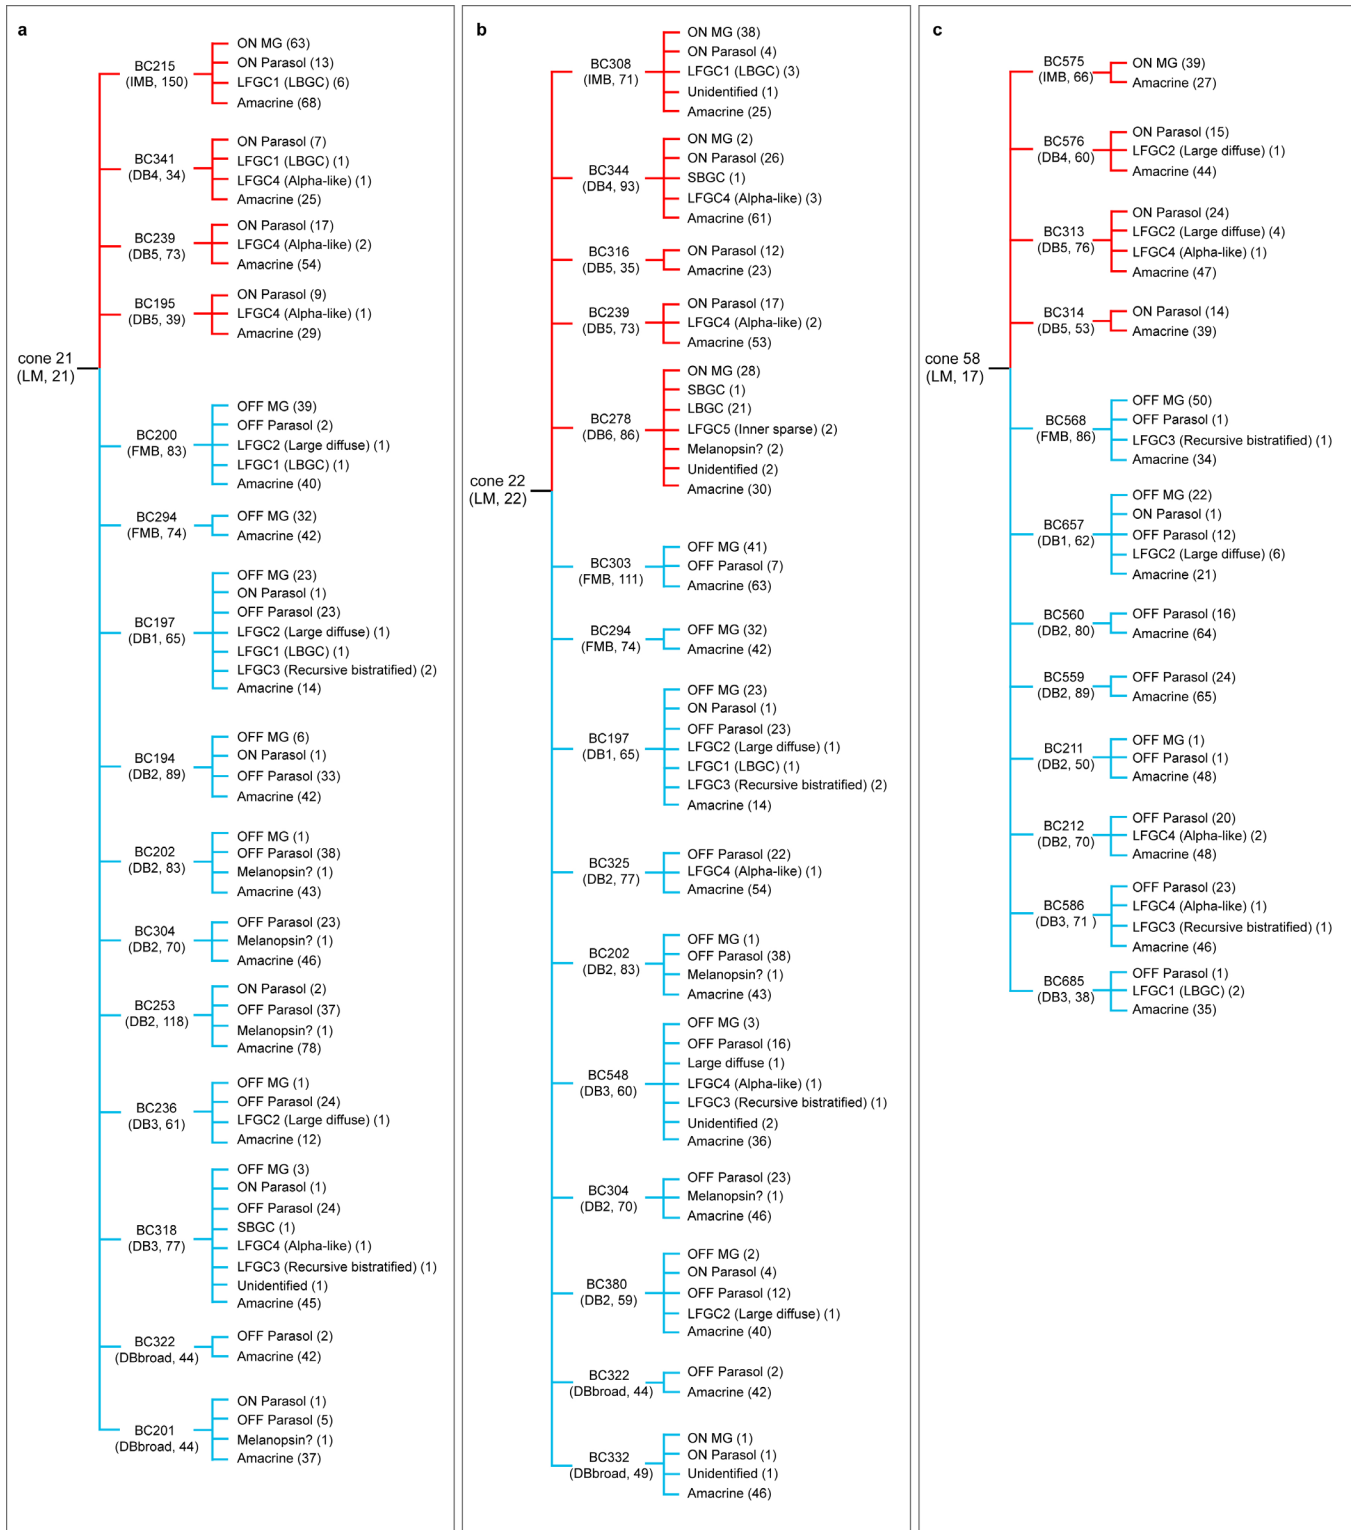 a
BC215
(IMB, 150)
ON MG (63)
ON Parasol (13)
LFGC1 (LBGC) (6)
Amacrine (68)
BC341
(DB4, 34)
ON Parasol (7)
LFGC1 (LBGC) (1)
LFGC4 (Alpha-like) (1)
Amacrine (25)
BC239
(DB5, 73)
ON Parasol (17)
LFGC4 (Alpha-like) (2)
Amacrine (54)
BC195
(DB5, 39)
ON Parasol (9)
LFGC4 (Alpha-like) (1)
Amacrine (29)
cone 21
(LM, 21)
BC200
(FMB, 83)
OFF MG (39)
OFF Parasol (2)
LFGC2 (Large diffuse) (1)
LFGC1 (LBGC) (1)
Amacrine (40)
BC294
(FMB, 74)
OFF MG (32)
Amacrine (42)
BC197
(DB1, 65)
OFF MG (23)
ON Parasol (1)
OFF Parasol (23)
LFGC2 (Large diffuse) (1)
LFGC1 (LBGC) (1)
LFGC3 (Recursive bistratified) (2)
Amacrine (14)
BC194
(DB2, 89)
OFF MG (6)
ON Parasol (1)
OFF Parasol (33)
Amacrine (42)
BC202
(DB2, 83)
OFF MG (1)
OFF Parasol (38)
Melanopsin? (1)
Amacrine (43)
BC304
(DB2, 70)
OFF Parasol (23)
Melanopsin? (1)
Amacrine (46)
BC253
(DB2, 118)
ON Parasol (2)
OFF Parasol (37)
Melanopsin? (1)
Amacrine (78)
BC236
(DB3, 61)
OFF MG (1)
OFF Parasol (24)
LFGC2 (Large diffuse) (1)
Amacrine (12)
BC318
(DB3, 77)
OFF MG (3)
ON Parasol (1)
OFF Parasol (24)
SBGC (1)
LFGC4 (Alpha-like) (1)
LFGC3 (Recursive bistratified) (1)
Unidentified (1)
Amacrine (45)
BC322
(DBbroad, 44)
OFF Parasol (2)
Amacrine (42)
BC201
(DBbroad, 44)
ON Parasol (1)
OFF Parasol (5)
Melanopsin? (1)
Amacrine (37)
b
BC308
(IMB, 71)
ON MG (38)
ON Parasol (4)
LFGC1 (LBGC) (3)
Unidentified (1)
Amacrine (25)
BC344
(DB4, 93)
ON MG (2)
ON Parasol (26)
SBGC (1)
LFGC4 (Alpha-like) (3)
Amacrine (61)
BC316
(DB5, 35)
ON Parasol (12)
Amacrine (23)
BC239
(DB5, 73)
ON Parasol (17)
LFGC4 (Alpha-like) (2)
Amacrine (53)
BC278
(DB6, 86)
ON MG (28)
SBGC (1)
LBGC (21)
LFGC5 (Inner sparse) (2)
Melanopsin? (2)
Unidentified (2)
Amacrine (30)
cone 22
(LM, 22)
BC303
(FMB, 111)
OFF MG (41)
OFF Parasol (7)
Amacrine (63)
BC294
(FMB, 74)
OFF MG (32)
Amacrine (42)
BC197
(DB1, 65)
OFF MG (23)
ON Parasol (1)
OFF Parasol (23)
LFGC2 (Large diffuse) (1)
LFGC1 (LBGC) (1)
LFGC3 (Recursive bistratified) (2)
Amacrine (14)
BC325
(DB2, 77)
OFF Parasol (22)
LFGC4 (Alpha-like) (1)
Amacrine (54)
BC202
(DB2, 83)
OFF MG (1)
OFF Parasol (38)
Melanopsin? (1)
Amacrine (43)
BC548
(DB3, 60)
OFF MG (3)
OFF Parasol (16)
Large diffuse (1)
LFGC4 (Alpha-like) (1)
LFGC3 (Recursive bistratified) (1)
Unidentified (2)
Amacrine (36)
BC304
(DB2, 70)
OFF Parasol (23)
Melanopsin? (1)
Amacrine (46)
BC380
(DB2, 59)
OFF MG (2)
ON Parasol (4)
OFF Parasol (12)
LFGC2 (Large diffuse) (1)
Amacrine (40)
BC322
(DBbroad, 44)
OFF Parasol (2)
Amacrine (42)
BC332
(DBbroad, 49)
ON MG (1)
ON Parasol (1)
Unidentified (1)
Amacrine (46)
c
BC575
(IMB, 66)
ON MG (39)
Amacrine (27)
BC576
(DB4, 60)
ON Parasol (15)
LFGC2 (Large diffuse) (1)
Amacrine (44)
BC313
(DB5, 76)
ON Parasol (24)
LFGC2 (Large diffuse) (4)
LFGC4 (Alpha-like) (1)
Amacrine (47)
BC314
(DB5, 53)
ON Parasol (14)
Amacrine (39)
cone 58
(LM, 17)
BC568
(FMB, 86)
OFF MG (50)
OFF Parasol (1)
LFGC3 (Recursive bistratified) (1)
Amacrine (34)
BC657
(DB1, 62)
OFF MG (22)
ON Parasol (1)
OFF Parasol (12)
LFGC2 (Large diffuse) (6)
Amacrine (21)
BC560
(DB2, 80)
OFF Parasol (16)
Amacrine (64)
BC559
(DB2, 89)
OFF Parasol (24)
Amacrine (65)
BC211
(DB2, 50)
OFF MG (1)
OFF Parasol (1)
Amacrine (48)
BC212
(DB2, 70)
OFF Parasol (20)
LFGC4 (Alpha-like) (2)
Amacrine (48)
BC586
(DB3, 71 )
OFF Parasol (23)
LFGC4 (Alpha-like) (1)
LFGC3 (Recursive bistratified) (1)
Amacrine (46)
BC685
(DB3, 38)
OFF Parasol (1)
LFGC1 (LBGC) (2)
Amacrine (35)